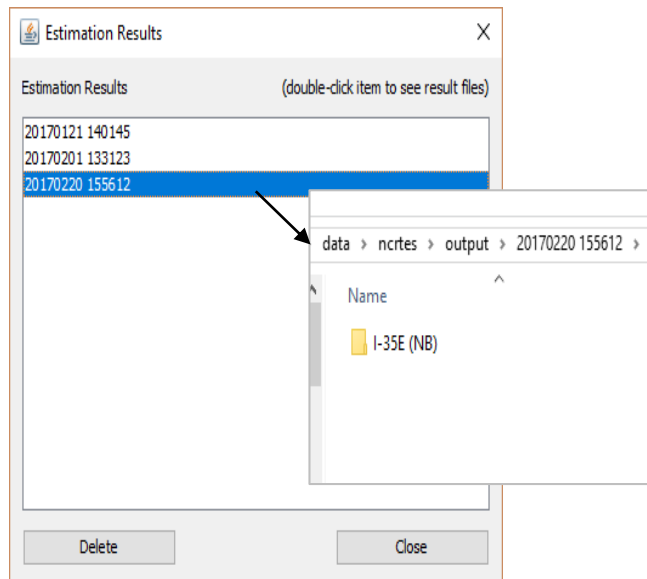 Estimation Results
Estimation Results (double-click item to see result files)
20170121 140145
20170201 133123
20170220 155612
data › ncrtes › output › 20170220 155612 ›
Name
I-35E (NB)
Delete Close